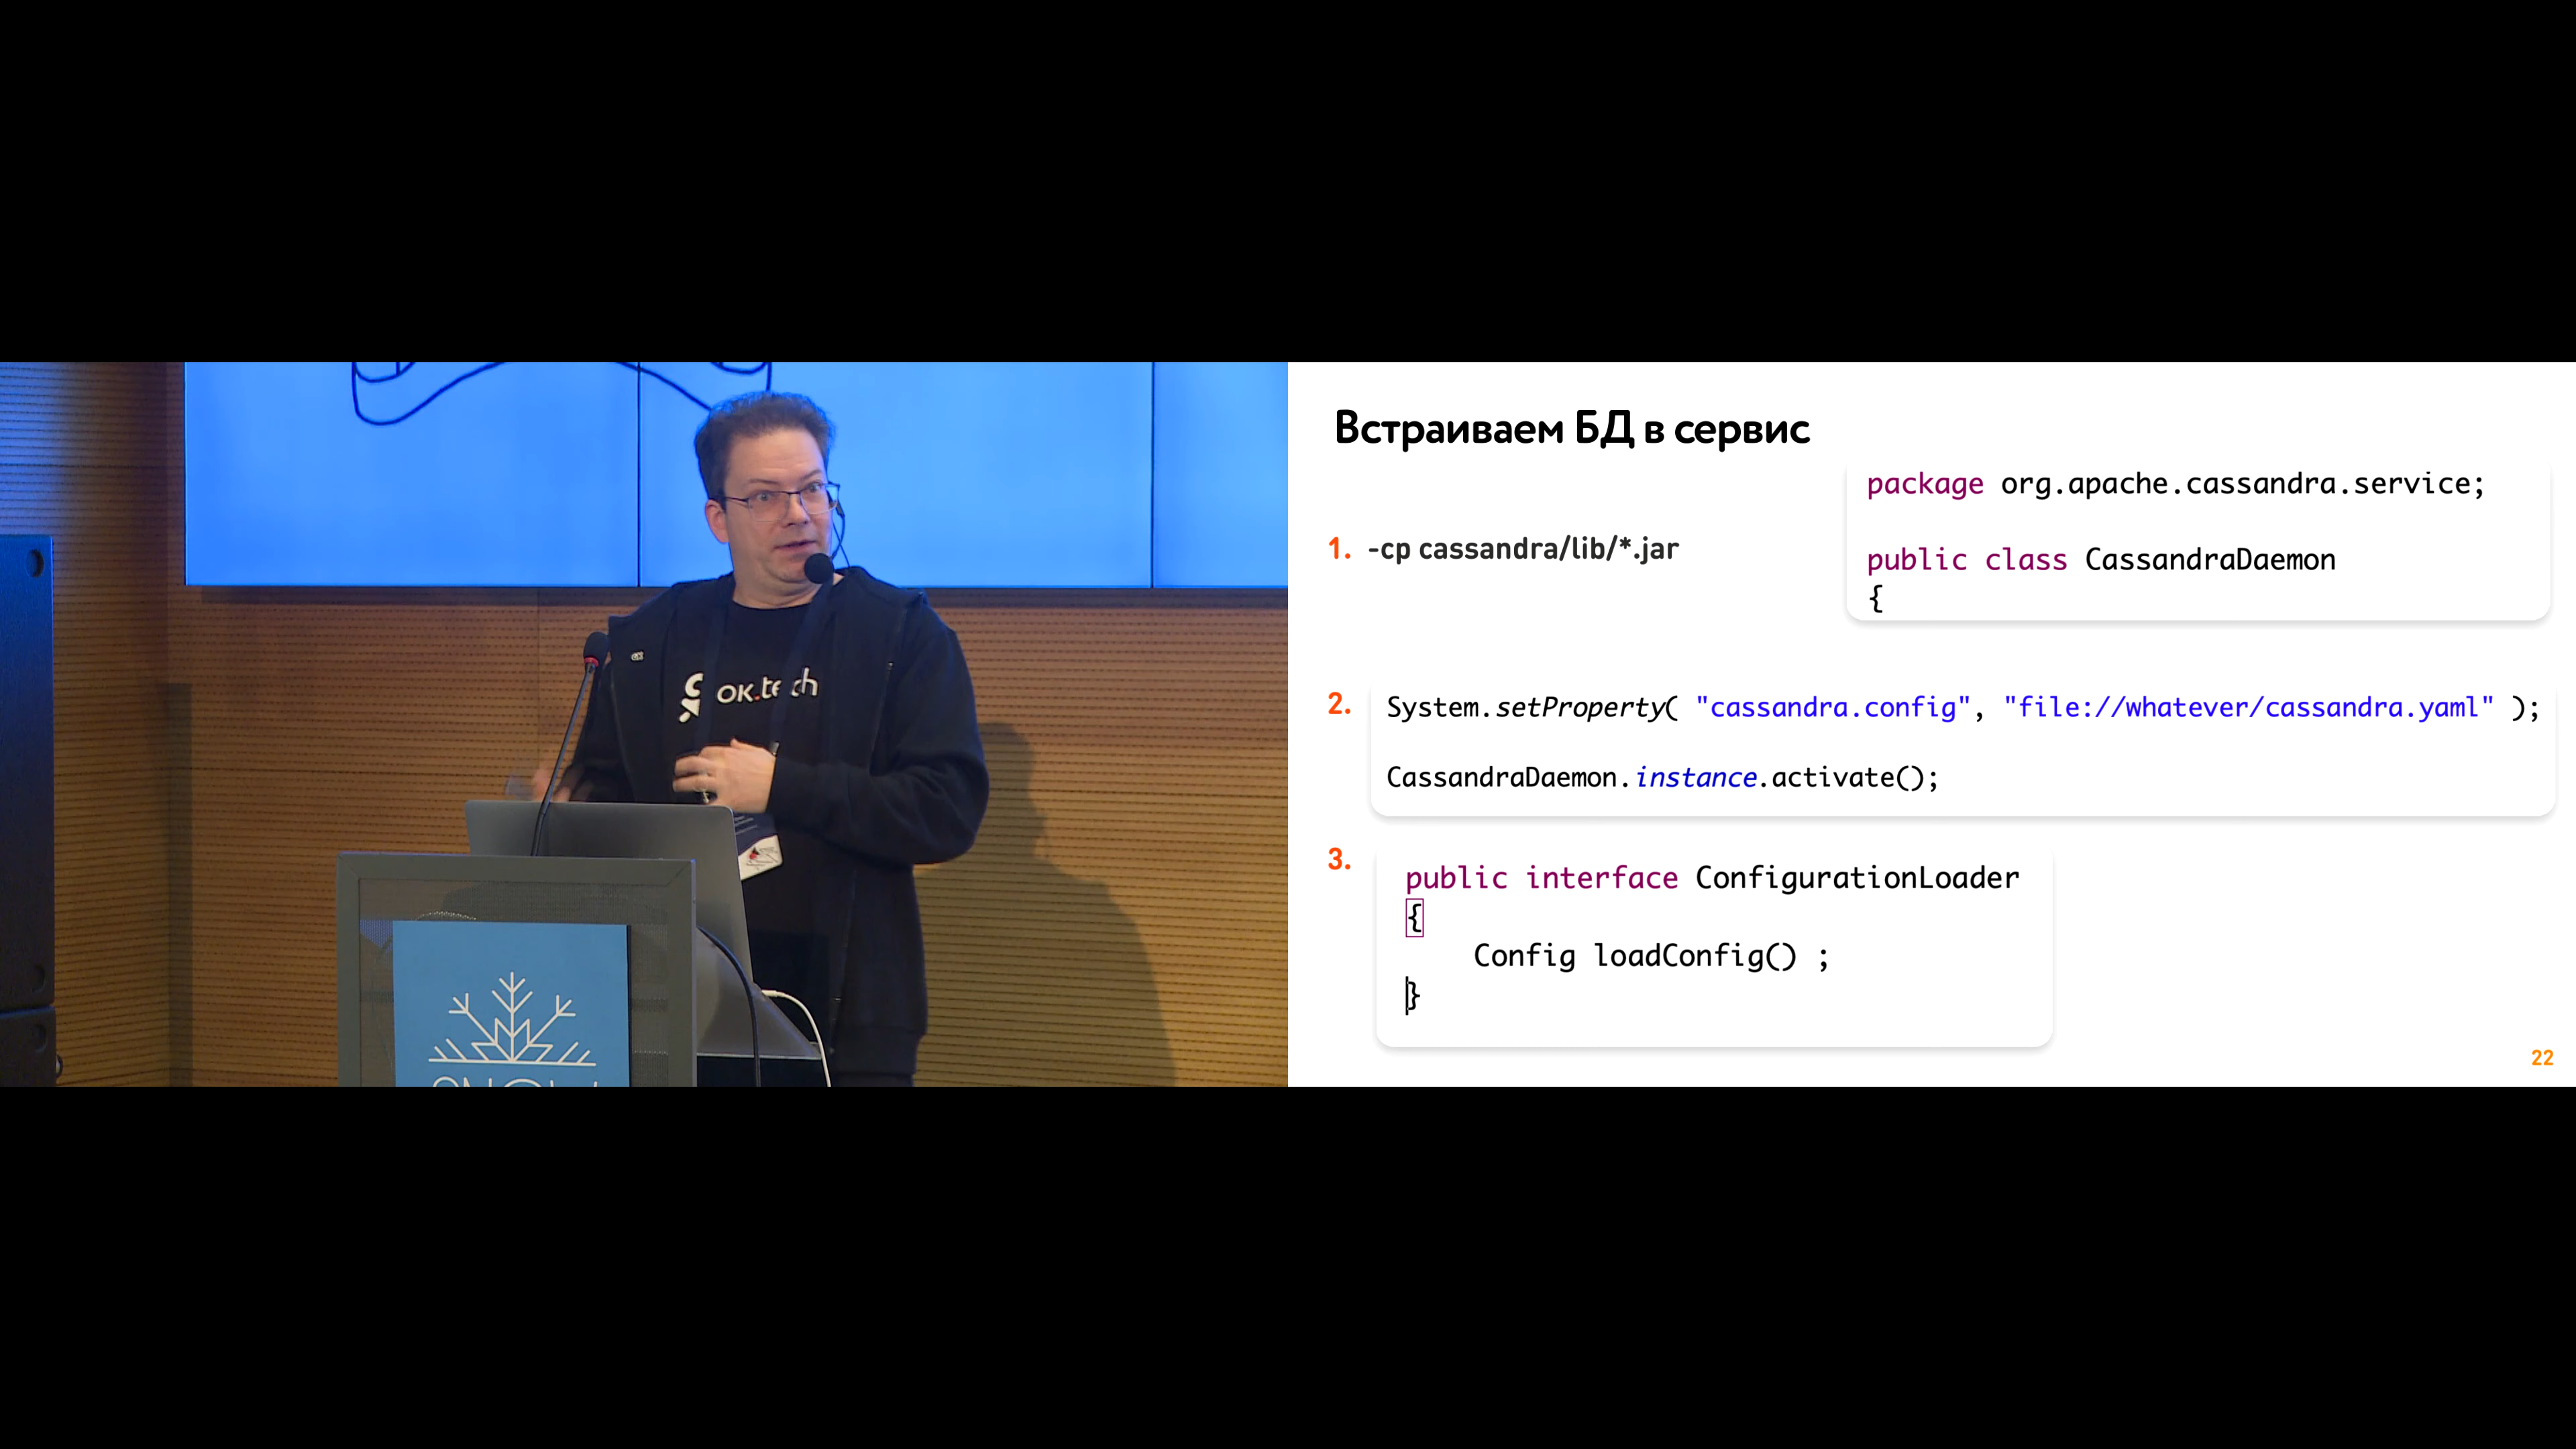 ok.tech
Встраиваем БД в сервис
package org.apache.cassandra.service;
public class CassandraDaemon
{
1. -cp cassandra/lib/*.jar
2. System.setProperty( "cassandra.config", "file://whatever/cassandra.yaml" );
CassandraDaemon.instance.activate();
3. public interface ConfigurationLoader
{
Config loadConfig() ;
}
22